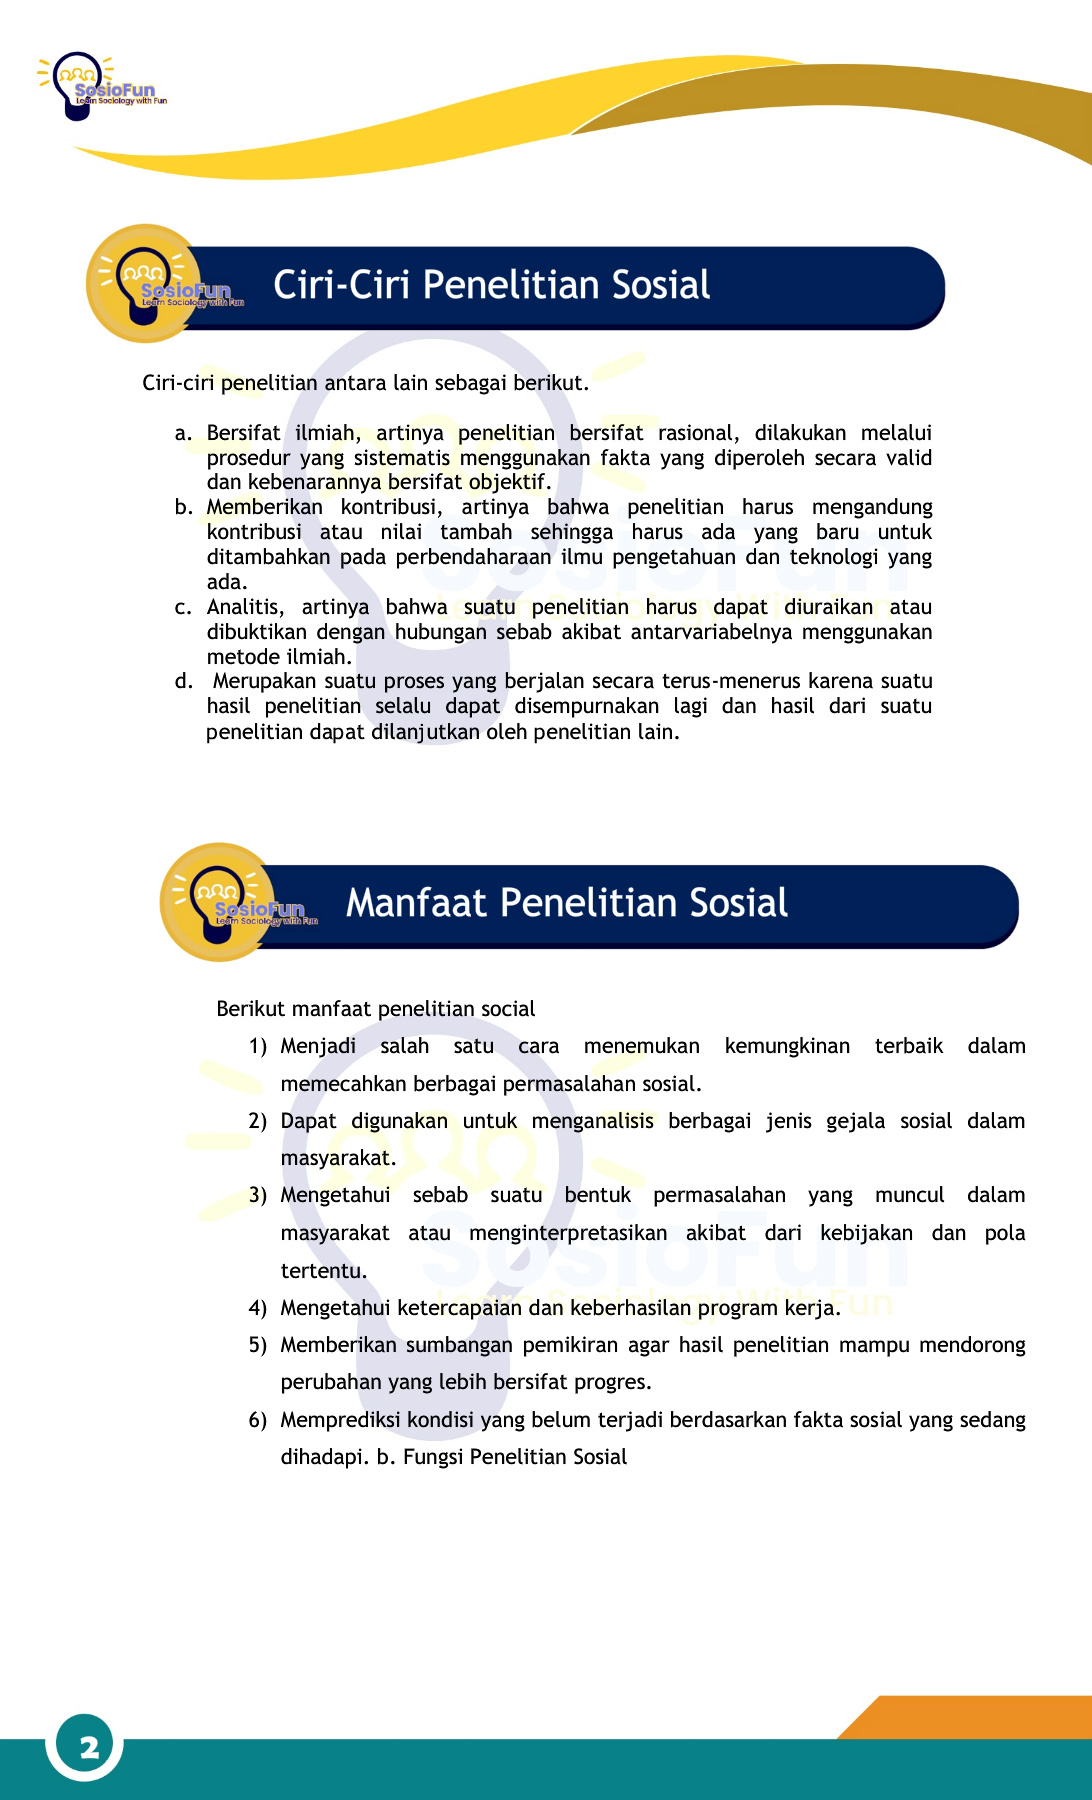 SosioFun
Learn Sociology with Fun
SosioFun
Learn Sociology with Fun
Ciri-Ciri Penelitian Sosial
Ciri-ciri penelitian antara lain sebagai berikut.
a. Bersifat ilmiah, artinya penelitian bersifat rasional, dilakukan melalui
prosedur yang sistematis menggunakan fakta yang diperoleh secara valid
dan kebenarannya bersifat objektif.
b. Memberikan kontribusi, artinya bahwa penelitian harus mengandung
kontribusi atau nilai tambah sehingga harus ada yang baru untuk
ditambahkan pada perbendaharaan ilmu pengetahuan dan teknologi yang
ada.
c. Analitis, artinya bahwa suatu penelitian harus dapat diuraikan atau
dibuktikan dengan hubungan sebab akibat antarvariabelnya menggunakan
metode ilmiah.
d. Merupakan suatu proses yang berjalan secara terus-menerus karena suatu
hasil penelitian selalu dapat disempurnakan lagi dan hasil dari suatu
penelitian dapat dilanjutkan oleh penelitian lain.
SosioFun
Learn Sociology With Fun
SosioFun
Learn Sociology with Fun
Manfaat Penelitian Sosial
Berikut manfaat penelitian social
1) Menjadi salah satu cara menemukan kemungkinan terbaik dalam
memecahkan berbagai permasalahan sosial.
2) Dapat digunakan untuk menganalisis berbagai jenis gejala sosial dalam
masyarakat.
3) Mengetahui sebab suatu bentuk permasalahan yang muncul dalam
masyarakat atau menginterpretasikan akibat dari kebijakan dan pola
tertentu.
4) Mengetahui ketercapaian dan keberhasilan program kerja.
5) Memberikan sumbangan pemikiran agar hasil penelitian mampu mendorong
perubahan yang lebih bersifat progres.
6) Memprediksi kondisi yang belum terjadi berdasarkan fakta sosial yang sedang
dihadapi. b. Fungsi Penelitian Sosial
SosioFun
Learn Sociology With Fun
2